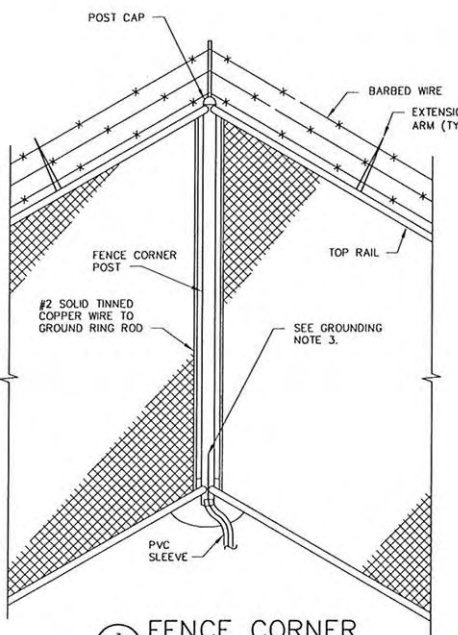 POST CAP
BARBED WIRE
EXTENSIO
ARM (TY
TOP RAIL
FENCE CORNER
POST
#2 SOLID TINNED
COPPER WIRE TO
GROUND RING ROD
SEE GROUNDING
NOTE 3.
PVC
SLEEVE
FENCE CORNER